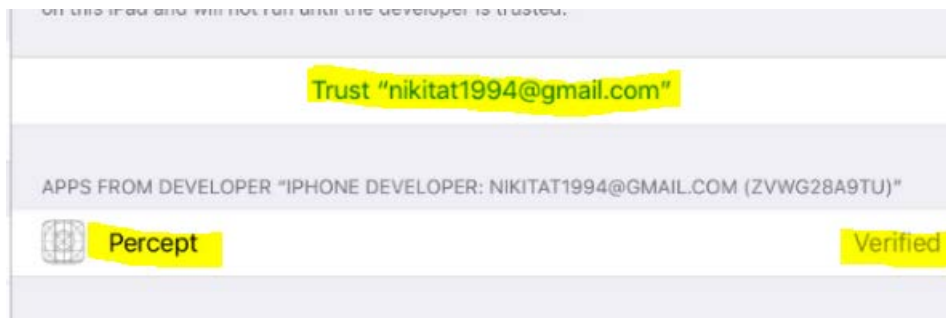 on this iPad and will not run until the developer is trusted.
Trust “nikitat1994@gmail.com”
APPS FROM DEVELOPER “IPHONE DEVELOPER: NIKITAT1994@GMAIL.COM (ZVWG28A9TU)”
Percept Verified